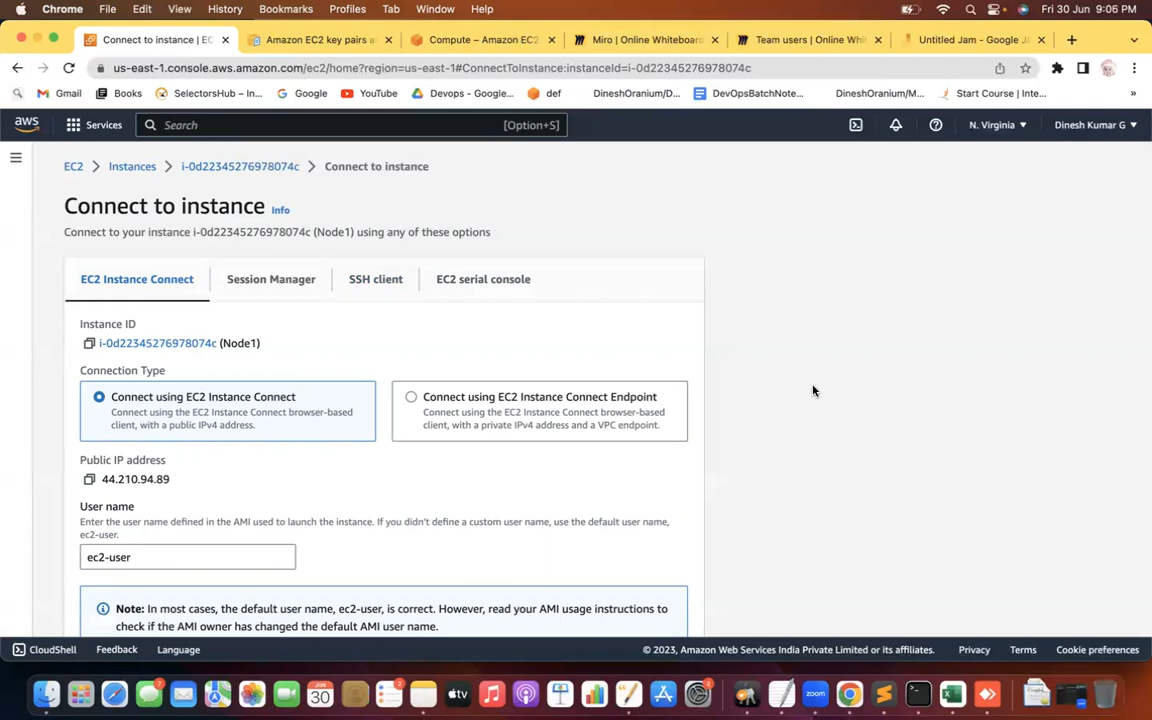 Chrome File Edit View History Bookmarks Profiles Tab Window Help Fri 30 Jun 9:06 PM
Connect to instance | EC Amazon EC2 key pairs a Compute – Amazon EC2 Miro | Online Whiteboard Team users | Online Whi Untitled Jam - Google Ja
us-east-1.console.aws.amazon.com/ec2/home?region=us-east-1#ConnectToInstance:instanceId=i-0d22345276978074c
Gmail Books SelectorsHub – In... Google YouTube Devops - Google... def DineshOranium/D... DevOpsBatchNote... DineshOranium/M... Start Course | Inte... »
aws Services Search [Option+S] N. Virginia Dinesh Kumar G
EC2 Instances i-0d22345276978074c Connect to instance
Connect to instance Info
Connect to your instance i-0d22345276978074c (Node1) using any of these options
EC2 Instance Connect Session Manager SSH client EC2 serial console
Instance ID
i-0d22345276978074c (Node1)
Connection Type
Connect using EC2 Instance Connect
Connect using the EC2 Instance Connect browser-based
client, with a public IPv4 address.
Connect using EC2 Instance Connect Endpoint
Connect using the EC2 Instance Connect browser-based
client, with a private IPv4 address and a VPC endpoint.
Public IP address
44.210.94.89
User name
Enter the user name defined in the AMI used to launch the instance. If you didn't define a custom user name, use the default user name,
ec2-user.
ec2-user
Note: In most cases, the default user name, ec2-user, is correct. However, read your AMI usage instructions to
check if the AMI owner has changed the default AMI user name.
CloudShell Feedback Language © 2023, Amazon Web Services India Private Limited or its affiliates. Privacy Terms Cookie preferences
7 JUN 30 2 tv zoom